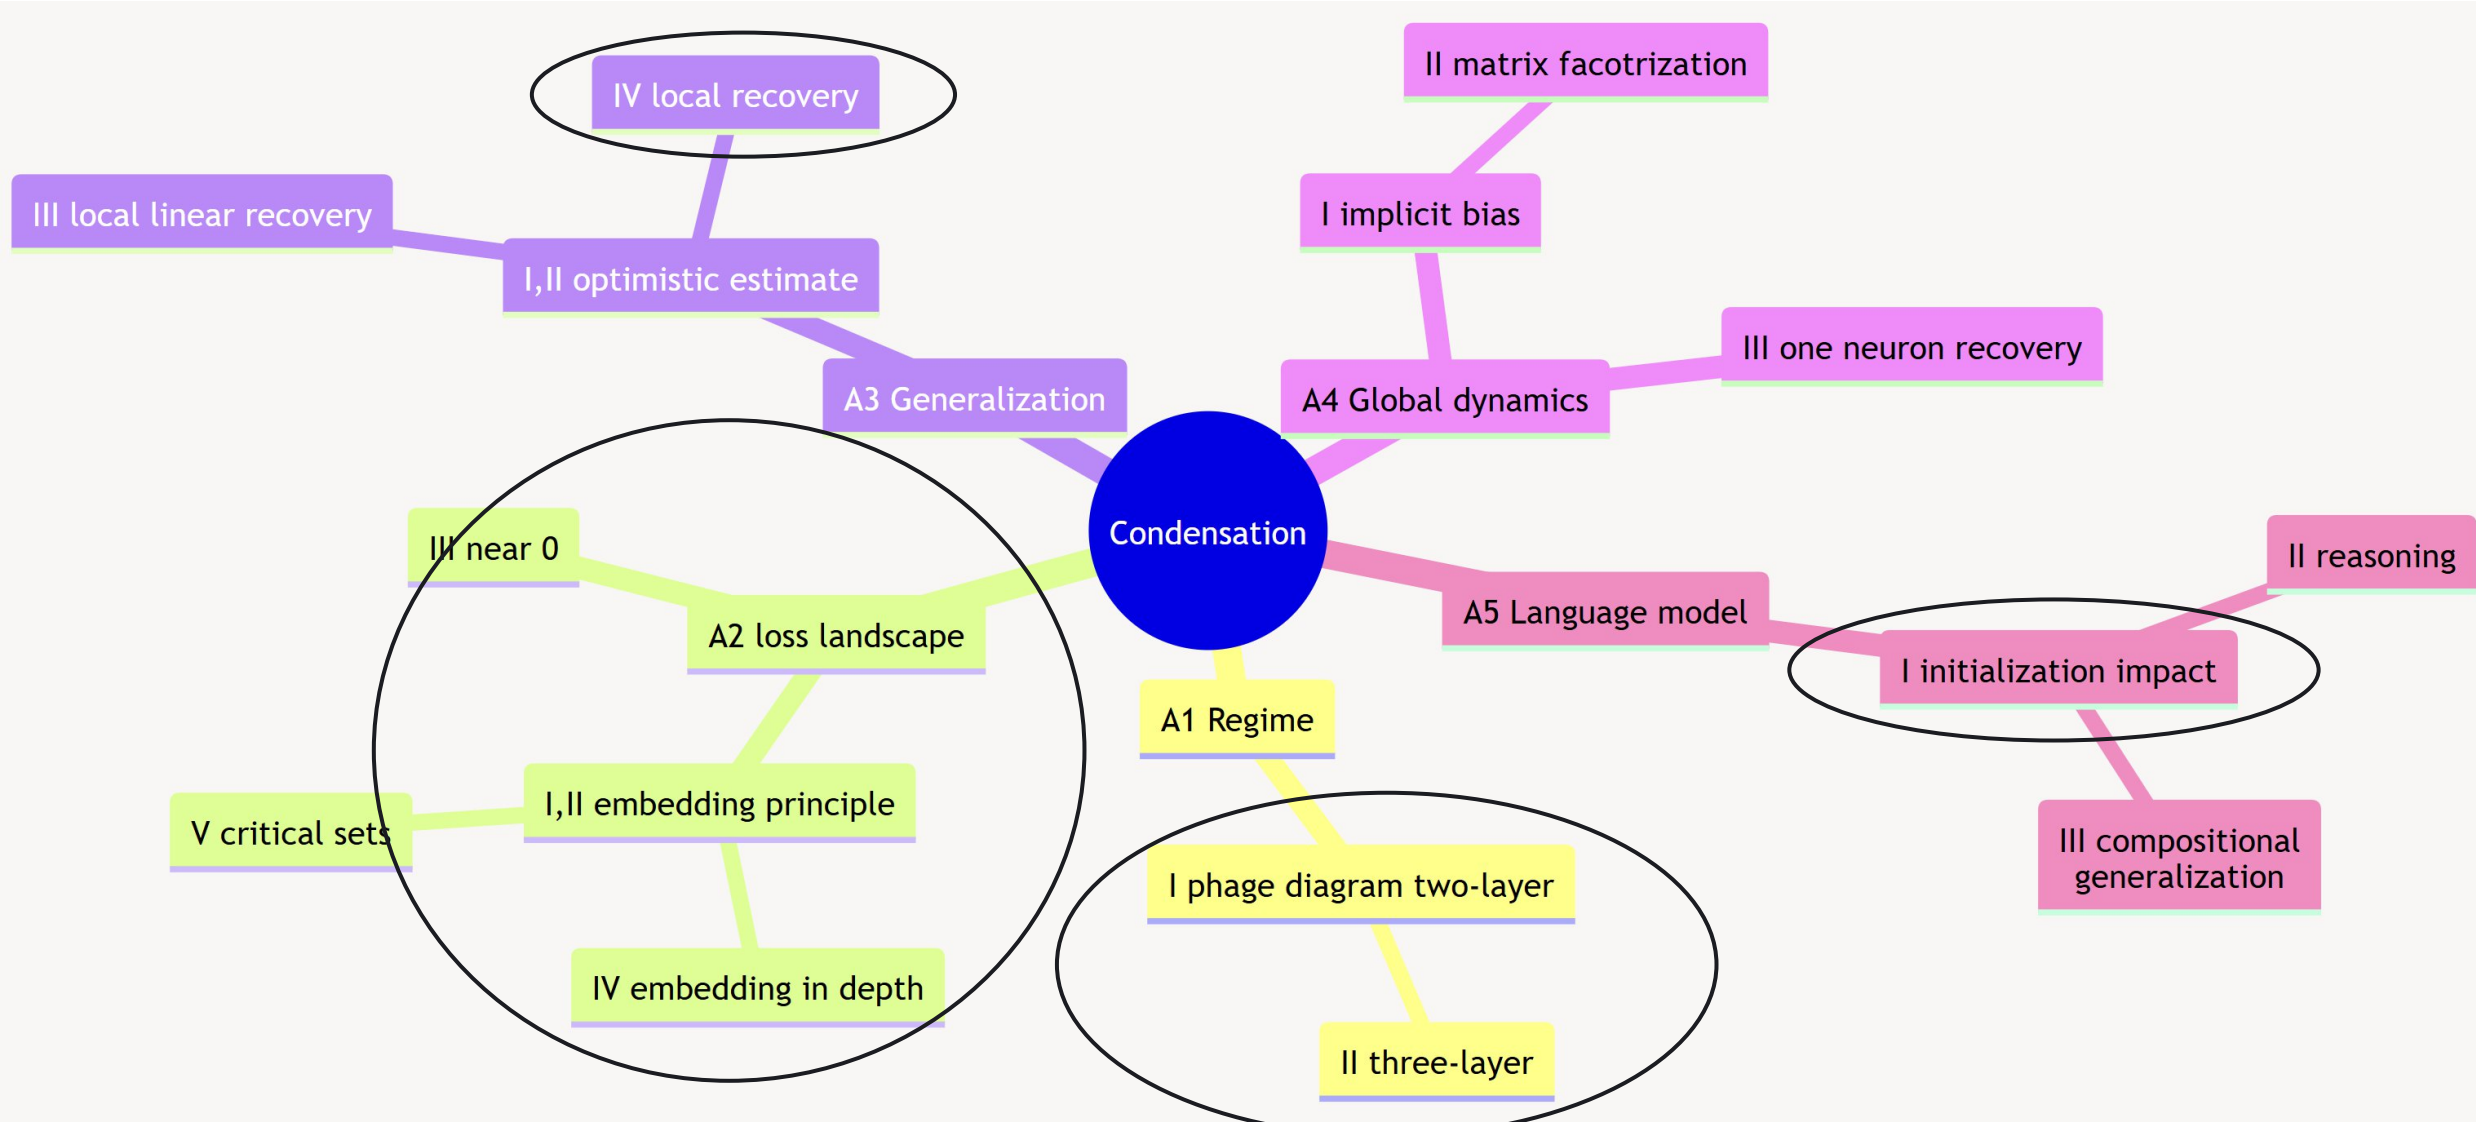 II matrix facotrization
IV local recovery
III local linear recovery
I implicit bias
I,II optimistic estimate
III one neuron recovery
A3 Generalization
A4 Global dynamics
Condensation
III near 0
II reasoning
A5 Language model
A2 loss landscape
I initialization impact
A1 Regime
I,II embedding principle
V critical sets
III compositional
generalization
I phage diagram two-layer
IV embedding in depth
II three-layer